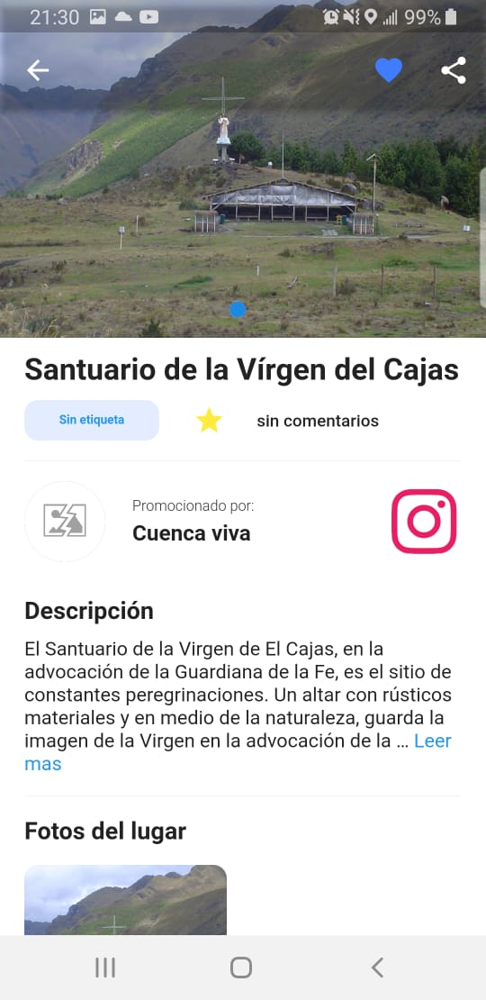 21:30 99%
Santuario de la Vírgen del Cajas
Sin etiqueta sin comentarios
Promocionado por:
Cuenca viva
Descripción
El Santuario de la Virgen de El Cajas, en la
advocación de la Guardiana de la Fe, es el sitio de
constantes peregrinaciones. Un altar con rústicos
materiales y en medio de la naturaleza, guarda la
imagen de la Virgen en la advocación de la ... Leer
mas
Fotos del lugar